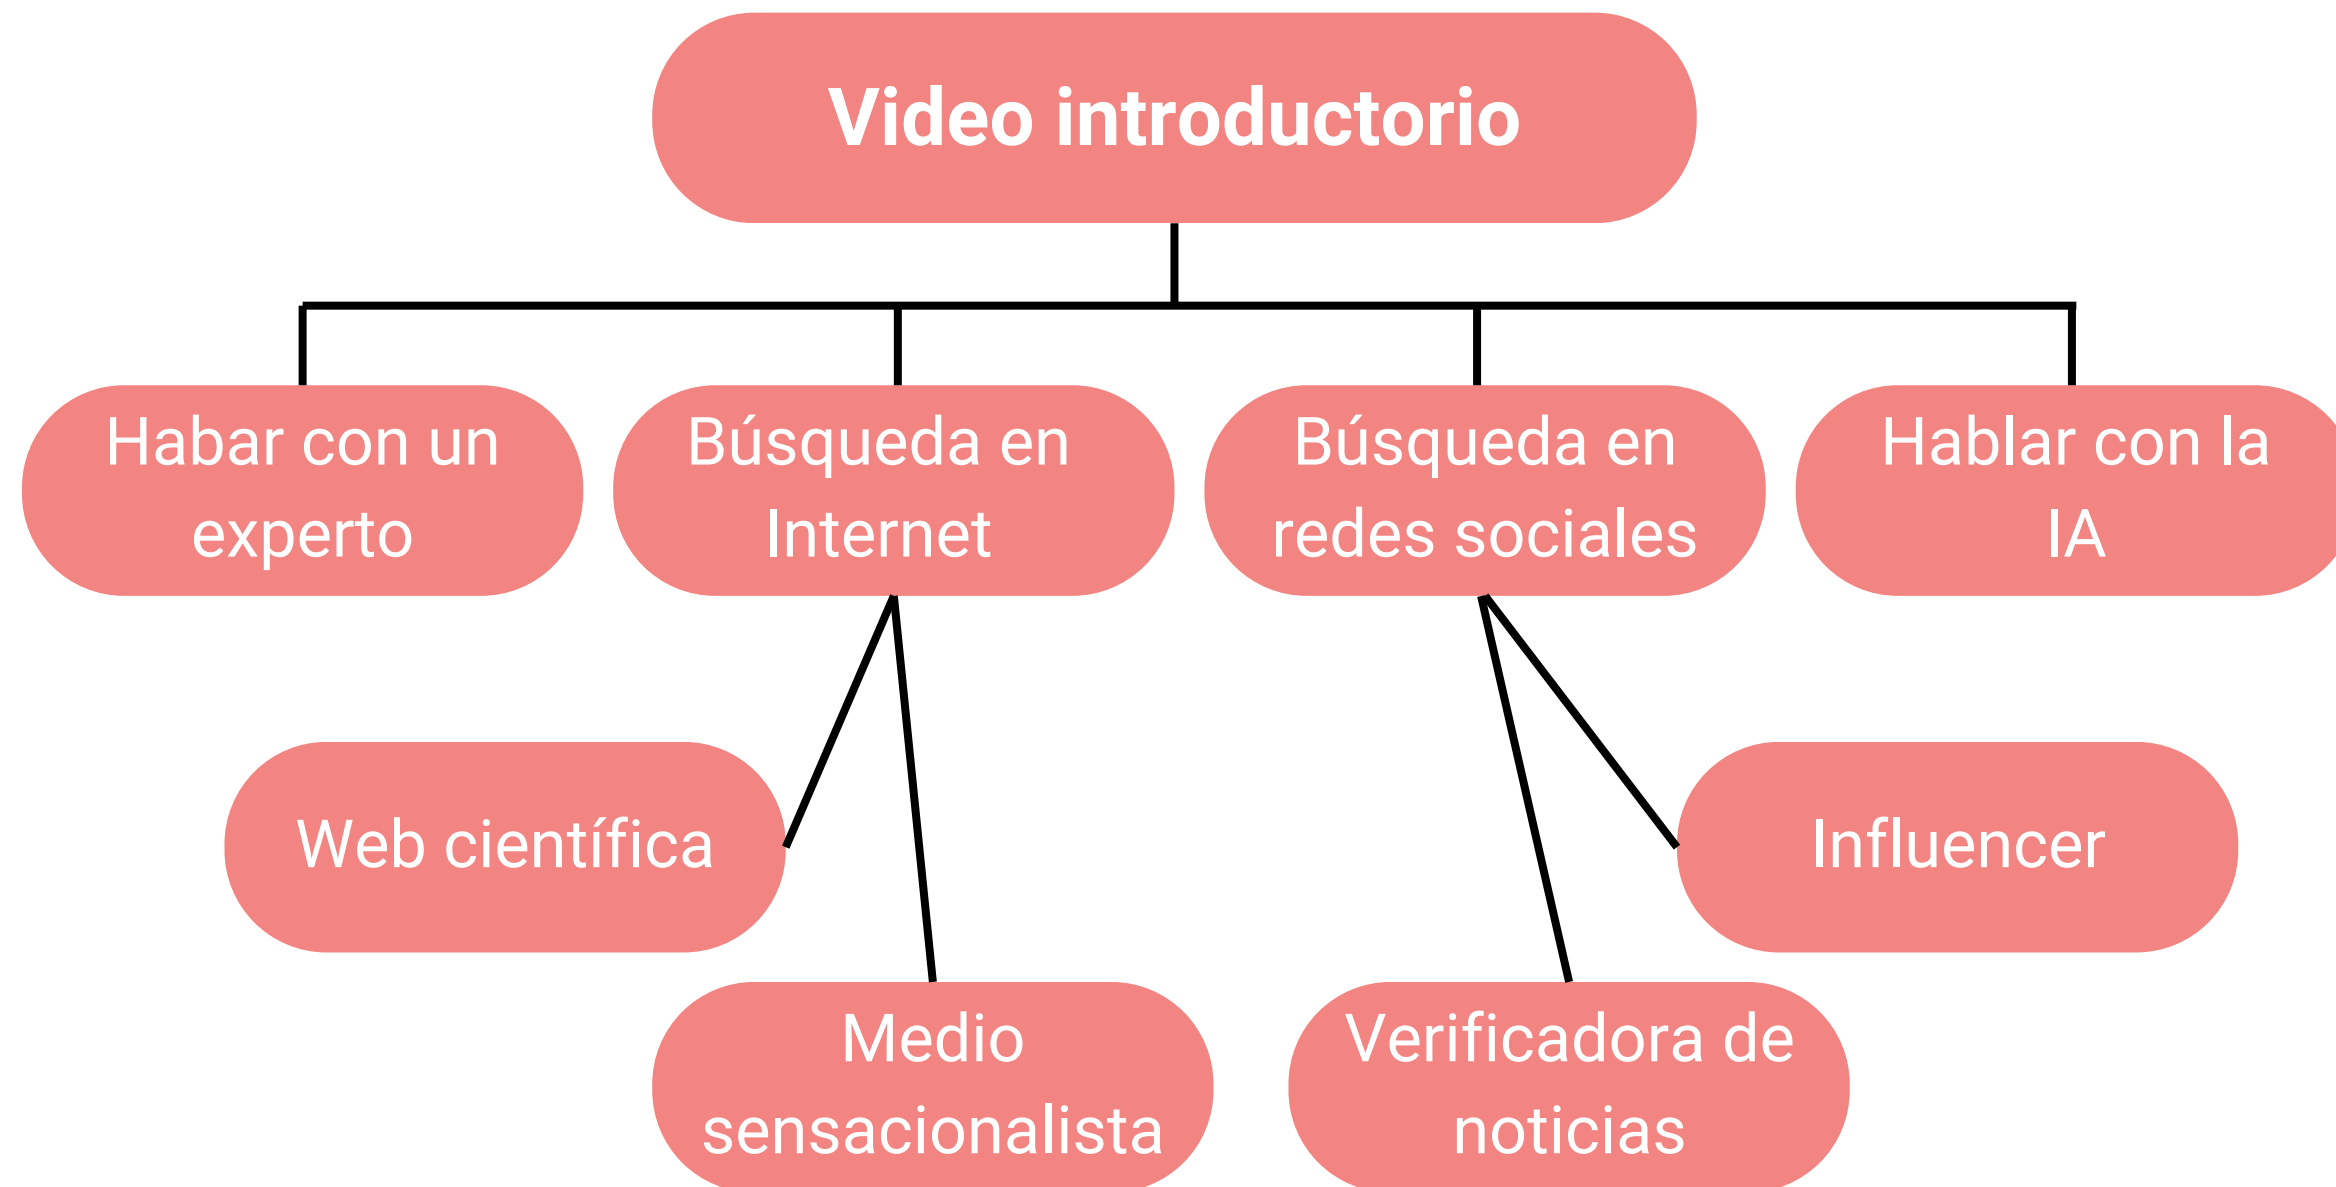 Video introductorio
Habar con un
experto
Búsqueda en
Internet
Búsqueda en
redes sociales
Hablar con la
IA
Web científica
Influencer
Medio
sensacionalista
Verificadora de
noticias